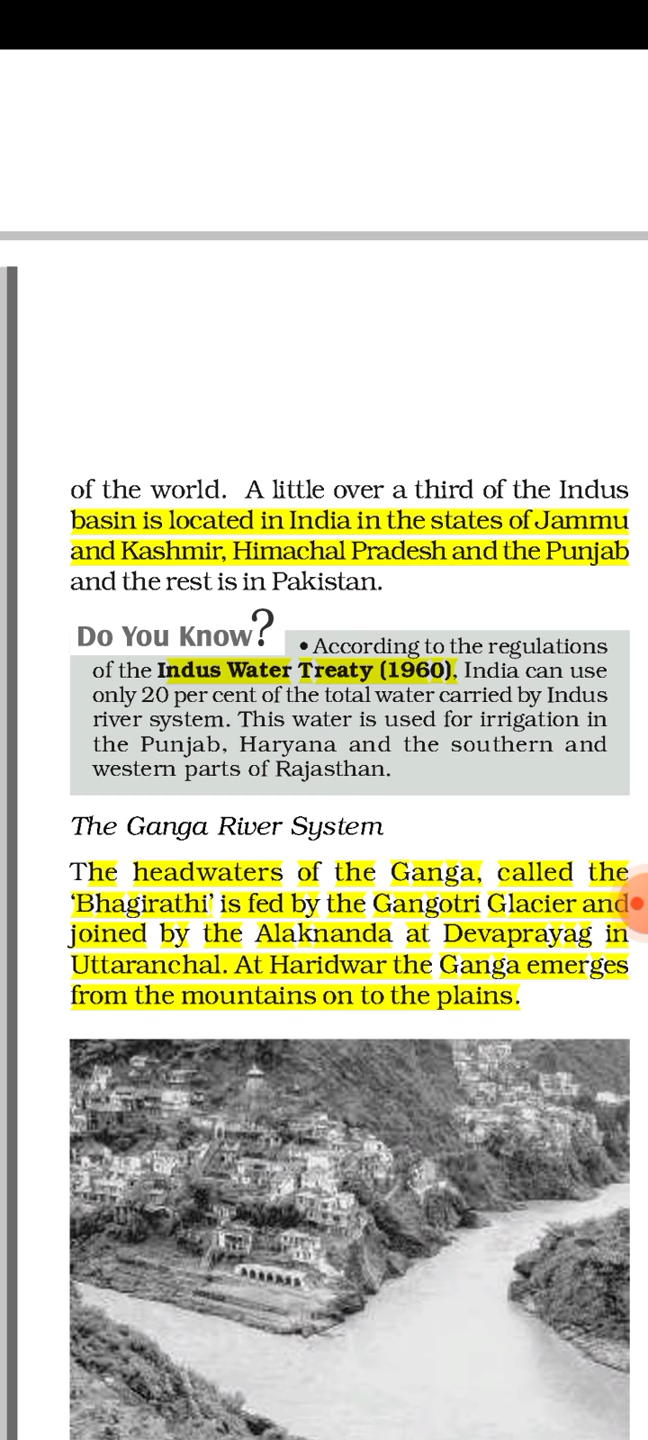 of the world. A little over a third of the Indus
basin is located in India in the states of Jammu
and Kashmir, Himachal Pradesh and the Punjab
and the rest is in Pakistan.
Do You Know?
• According to the regulations
of the Indus Water Treaty (1960), India can use
only 20 per cent of the total water carried by Indus
river system. This water is used for irrigation in
the Punjab, Haryana and the southern and
western parts of Rajasthan.
The Ganga River System
The headwaters of the Ganga, called the
‘Bhagirathi’ is fed by the Gangotri Glacier and
joined by the Alaknanda at Devaprayag in
Uttaranchal. At Haridwar the Ganga emerges
from the mountains on to the plains.